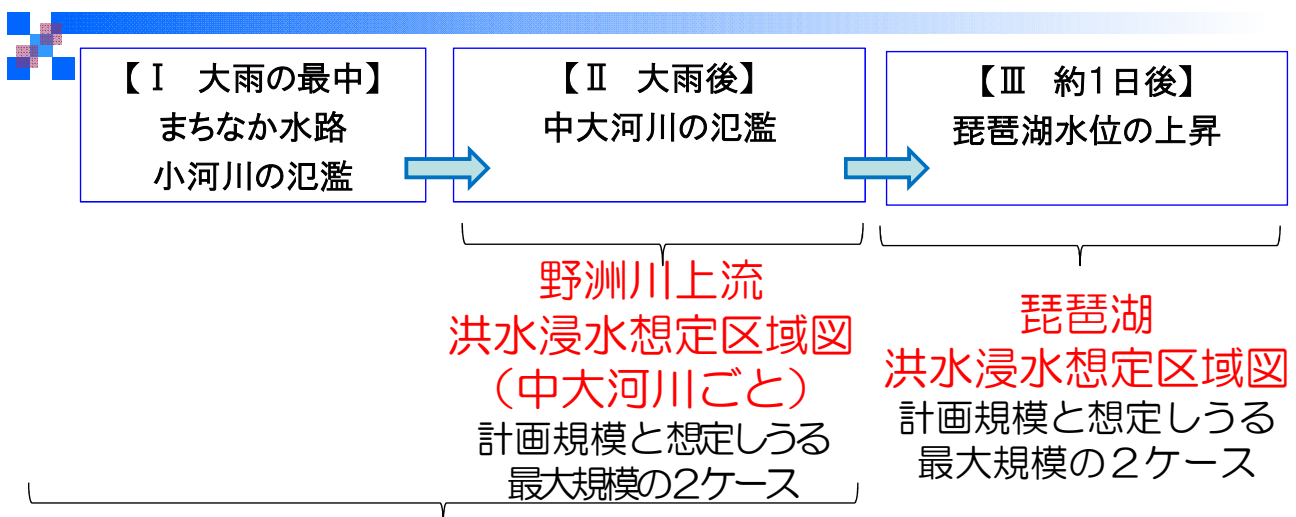 【Ⅰ 大雨の最中】
まちなか水路
小河川の氾濫
【Ⅱ 大雨後】
中大河川の氾濫
【Ⅲ 約1日後】
琵琶湖水位の上昇
野洲川上流
洪水浸水想定区域図
（中大河川ごと）
計画規模と想定しうる
最大規模の２ケース
琵琶湖
洪水浸水想定区域図
計画規模と想定しうる
最大規模の２ケース